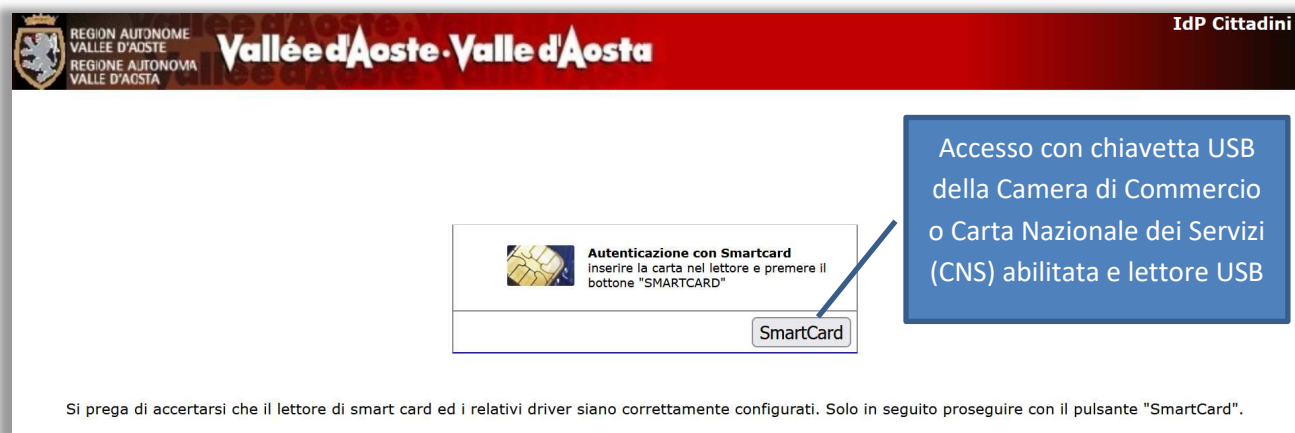 IdP Cittadini
REGION AUTONOME
VALLÉE D'AOSTE
REGIONE AUTONOMA
VALLE D'AOSTA
Vallée d'Aoste · Valle d'Aosta
Accesso con chiavetta USB
della Camera di Commercio
o Carta Nazionale dei Servizi
(CNS) abilitata e lettore USB
Autenticazione con Smartcard
inserire la carta nel lettore e premere il
bottone "SMARTCARD"
SmartCard
Si prega di accertarsi che il lettore di smart card ed i relativi driver siano correttamente configurati. Solo in seguito proseguire con il pulsante "SmartCard".